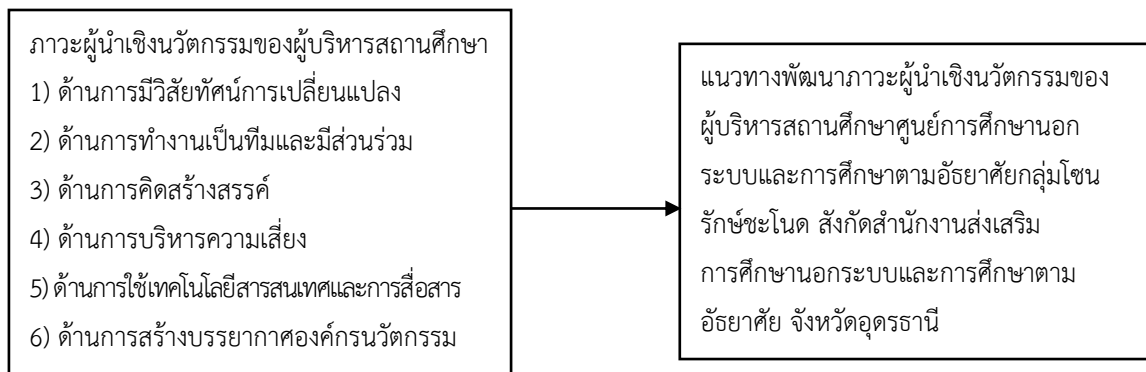 ภาวะผู้นำเชิงนวัตกรรมของผู้บริหารสถานศึกษา
1) ด้านการมีวิสัยทัศน์การเปลี่ยนแปลง
2) ด้านการทำงานเป็นทีมและมีส่วนร่วม
3) ด้านการคิดสร้างสรรค์
4) ด้านการบริหารความเสี่ยง
5) ด้านการใช้เทคโนโลยีสารสนเทศและการสื่อสาร
6) ด้านการสร้างบรรยากาศองค์กรนวัตกรรม
แนวทางพัฒนาภาวะผู้นำเชิงนวัตกรรมของ
ผู้บริหารสถานศึกษาศูนย์การศึกษานอก
ระบบและการศึกษาตามอัธยาศัยกลุ่มโซน
รักษ์ชะโนด สังกัดสำนักงานส่งเสริม
การศึกษานอกระบบและการศึกษาตาม
อัธยาศัย จังหวัดอุดรธานี